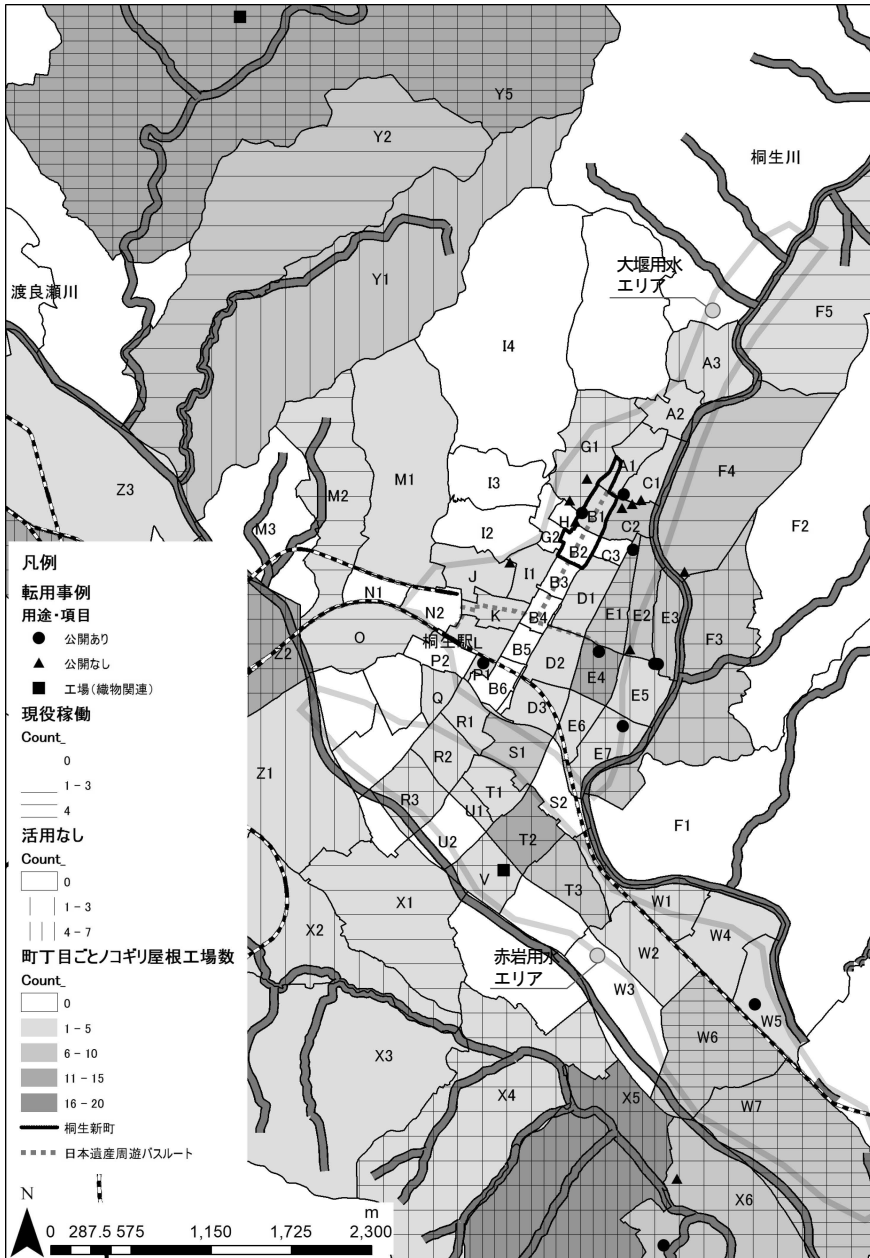 Y5
Y2
桐生川
大堰用水
エリア
渡良瀬川
Y1
F5
I4
A3
A2
G1
F4
Z3
M1
A1
C1
I3
M2
B1
H
C2
F2
M3
I2
G2
B2
C3
凡例
転用事例
用途・項目
公開あり
公開なし
工場(織物関連)
現役稼働
Count_
0
1 - 3
4
活用なし
Count_
0
1 - 3
4 - 7
町丁目ごとノコギリ屋根工場数
Count_
0
1 - 5
6 - 10
11 - 15
16 - 20
桐生新町
日本遺産周遊バスルート
J
I1
B3
D1
N1
N2
K
B4
E1
E2
E3
O
桐生駅
L
F3
Z2
P2
P1
B5
D2
E4
B6
E5
Q
D3
E6
R1
S1
E7
R2
Z1
T1
S2
R3
U1
F1
U2
T2
V
T3
X1
W1
X2
W4
W2
赤岩用水
エリア
W3
W5
W6
X3
X4
X5
W7
X6
N
m
0 287.5 575 1,150 1,725 2,300